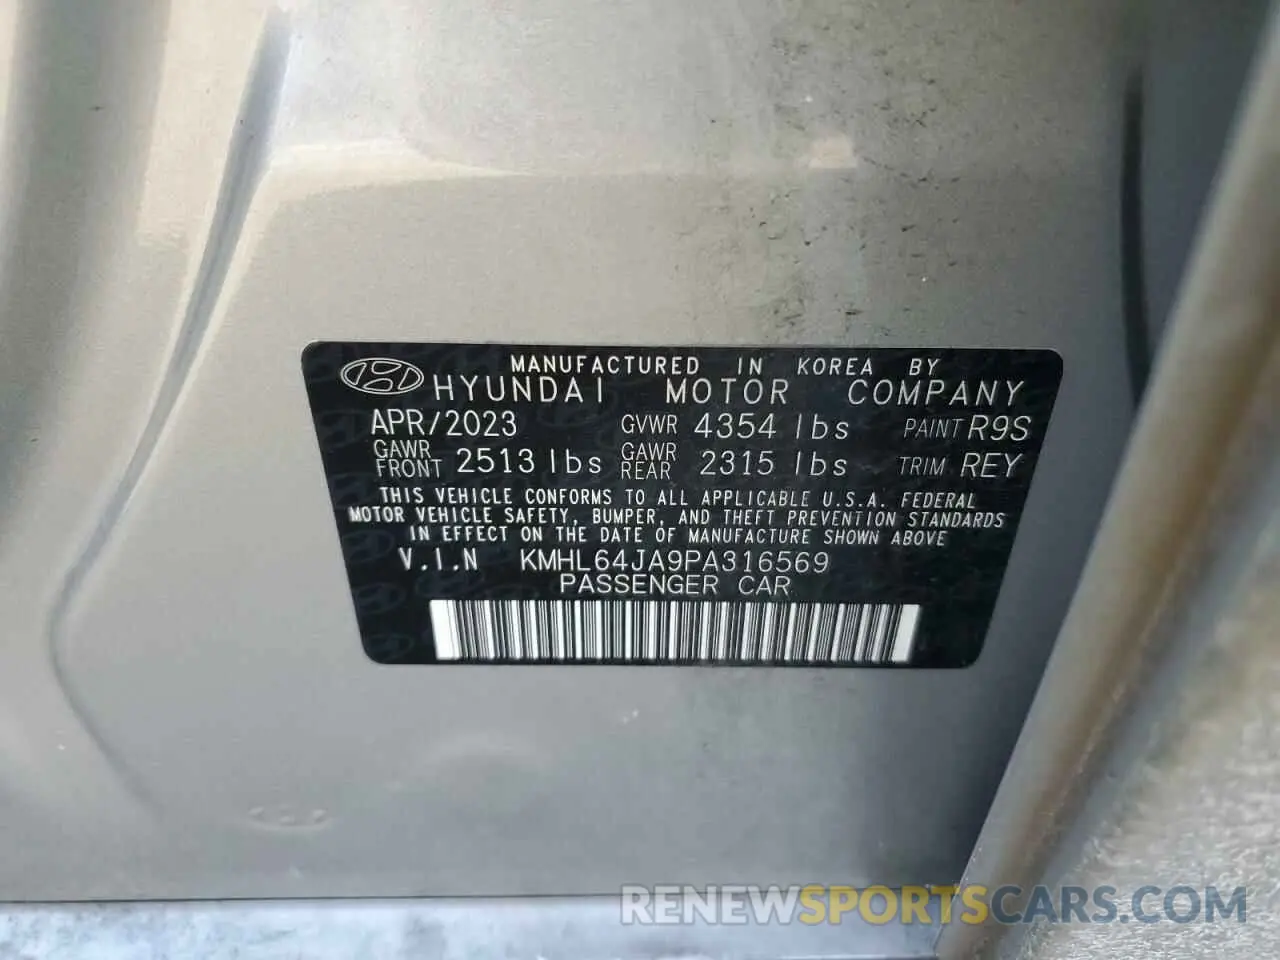 MANUFACTURED IN KOREA BY
HYUNDAI MOTOR COMPANY
APR/2023 GVWR 4354 lbs PAINT R9S
GAWR FRONT 2513 lbs GAWR REAR 2315 lbs TRIM REY
THIS VEHICLE CONFORMS TO ALL APPLICABLE U.S.A. FEDERAL
MOTOR VEHICLE SAFETY, BUMPER, AND THEFT PREVENTION STANDARDS
IN EFFECT ON THE DATE OF MANUFACTURE SHOWN ABOVE
V.I.N KMHL64JA9PA316569
PASSENGER CAR
RENEWSPORTSCARS.COM